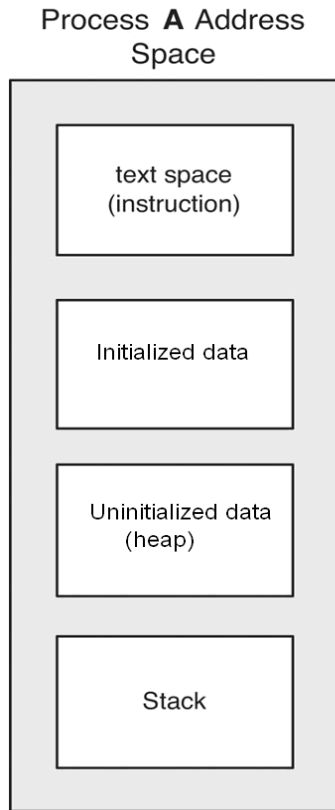 Process A Address
Space
text space
(instruction)
Initialized data
Uninitialized data
(heap)
Stack